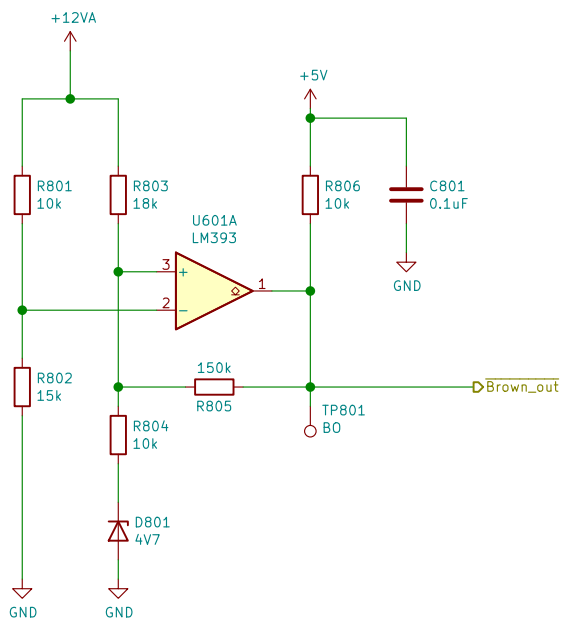 +12VA
+5V
R801
10k
R803
18k
R806
10k
C801
0.1uF
U601A
LM393
3
+
1
2
-
GND
R802
15k
150k
R805
Brown_out
TP801
BO
R804
10k
D801
4V7
GND
GND